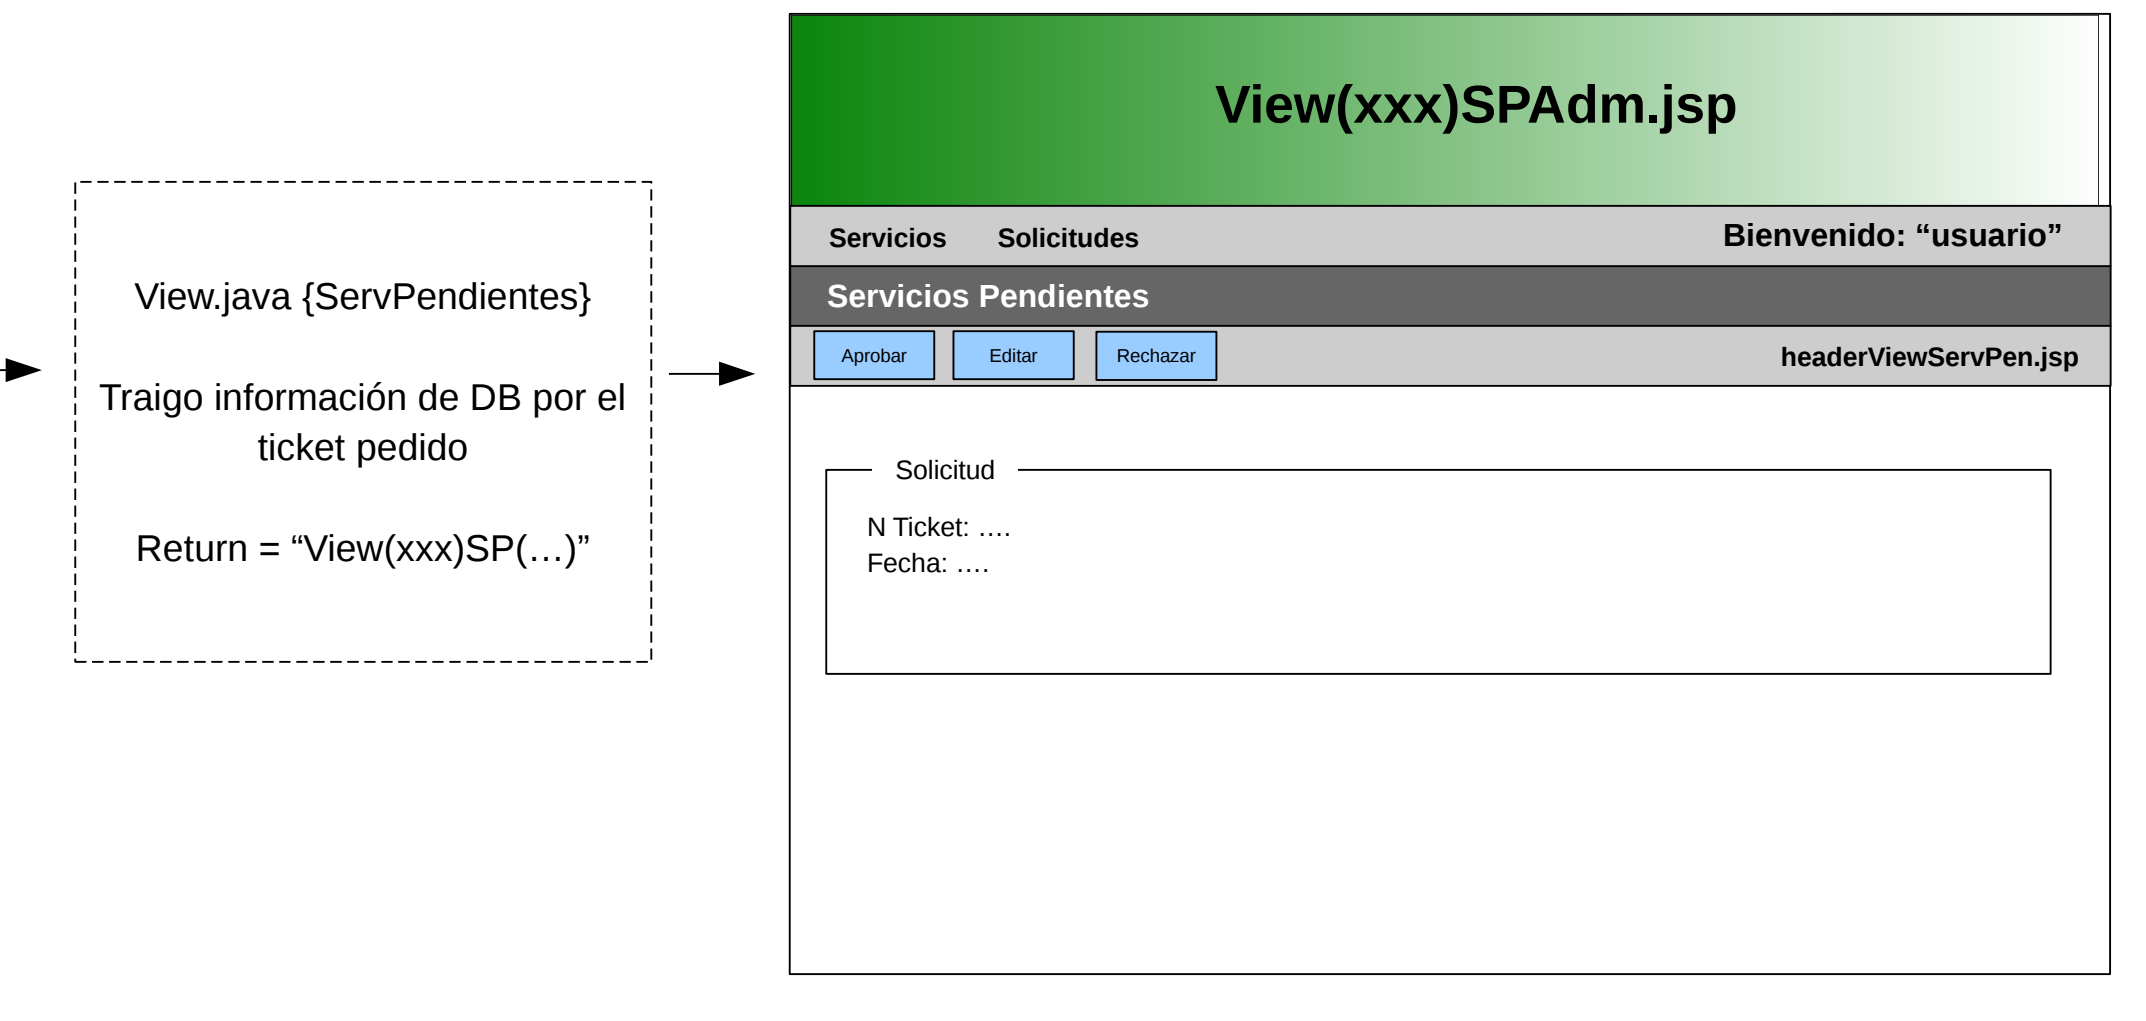 View.java {ServPendientes}
Traigo información de DB por el
ticket pedido
Return = “View(xxx)SP(…)”
View(xxx)SPAdm.jsp
Servicios Solicitudes Bienvenido: “usuario”
Servicios Pendientes
Aprobar Editar Rechazar headerViewServPen.jsp
Solicitud
N Ticket: ….
Fecha: ….